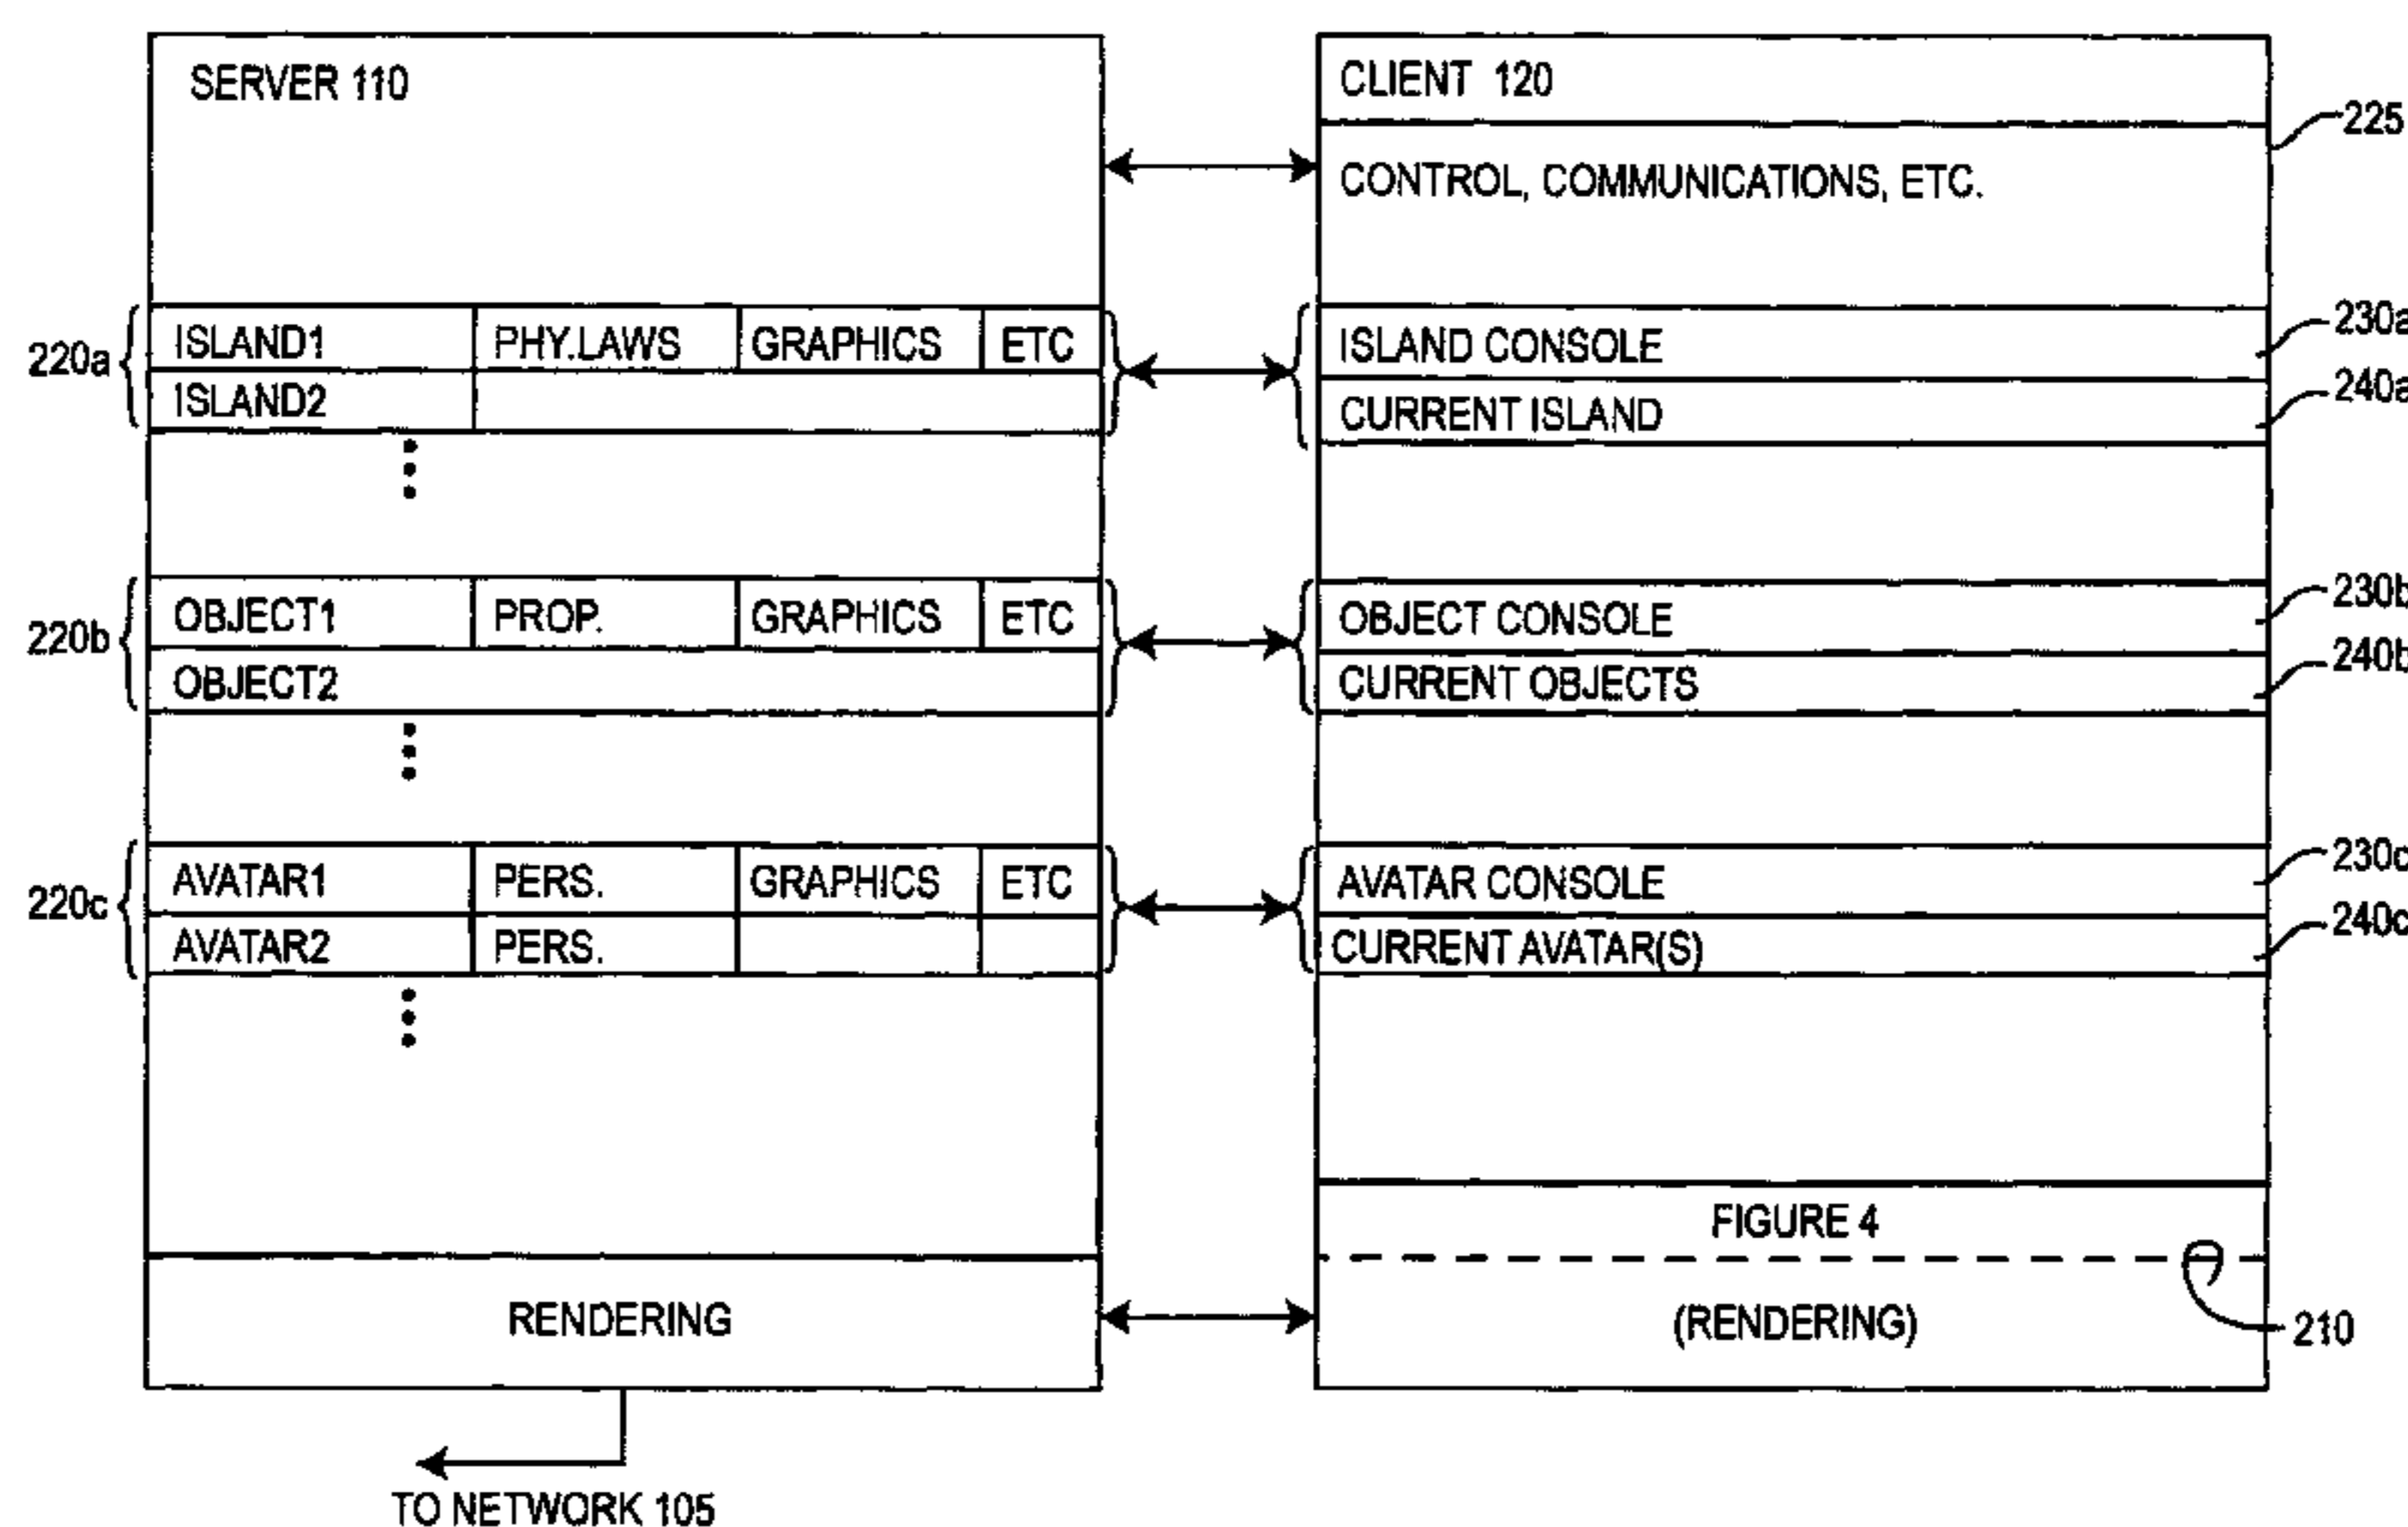 SERVER 110
CLIENT 120
225
CONTROL, COMMUNICATIONS, ETC.
220a
ISLAND1 PHY.LAWS GRAPHICS ETC
ISLAND2
ISLAND CONSOLE
230a
CURRENT ISLAND
240a
220b
OBJECT1 PROP. GRAPHICS ETC
OBJECT2
OBJECT CONSOLE
230b
CURRENT OBJECTS
240b
220c
AVATAR1 PERS. GRAPHICS ETC
AVATAR2 PERS.
AVATAR CONSOLE
230c
CURRENT AVATAR(S)
240c
FIGURE 4
RENDERING
(RENDERING)
210
TO NETWORK 105